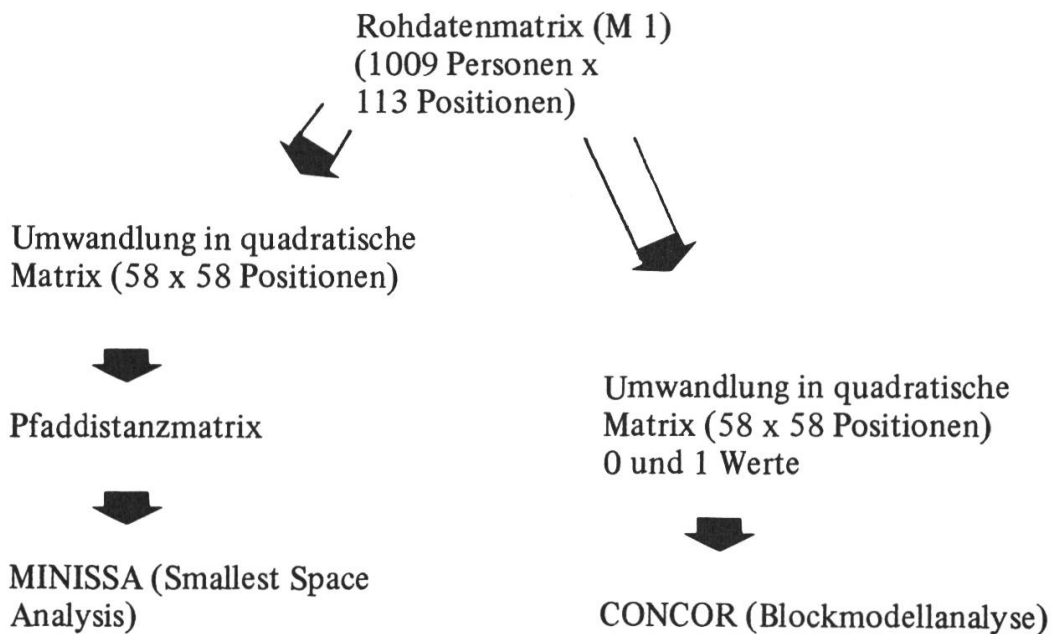 Rohdatenmatrix (M 1)
(1009 Personen x
113 Positionen)
Umwandlung in quadratische
Matrix (58 x 58 Positionen)
Pfaddistanzmatrix
MINISSA (Smallest Space
Analysis)
Umwandlung in quadratische
Matrix (58 x 58 Positionen)
0 und 1 Werte
CONCOR (Blockmodellanalyse)